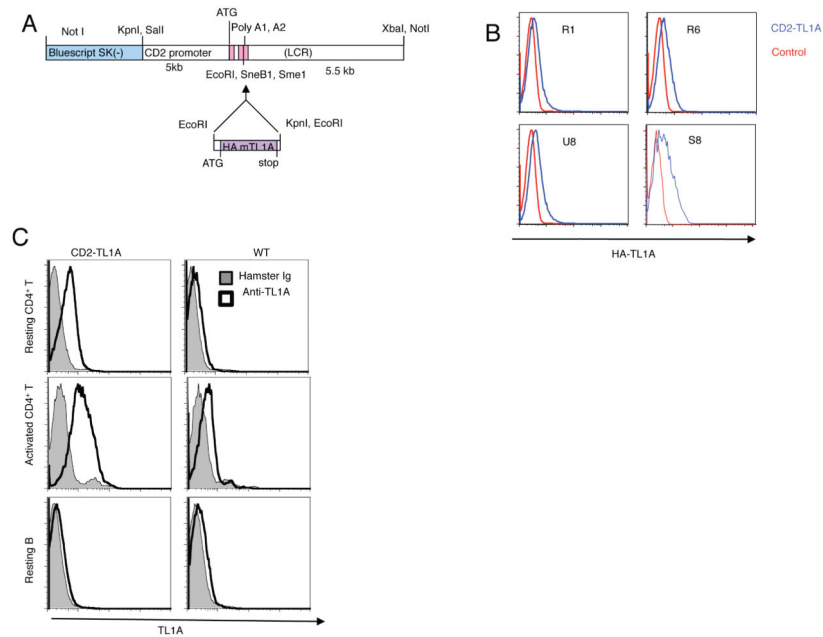 A
ATG
Not I
KpnI, SalI
Poly A1, A2
XbaI, NotI
Bluescript SK(-)
CD2 promoter
(LCR)
5kb
EcoRI, SneB1, Sme1
5.5 kb
EcoRI
KpnI, EcoRI
HA mTL1A
ATG
stop
B
R1
R6
CD2-TL1A
Control
U8
S8
HA-TL1A
C
CD2-TL1A
WT
Resting CD4+ T
Hamster Ig
Anti-TL1A
Activated CD4+ T
Resting B
TL1A